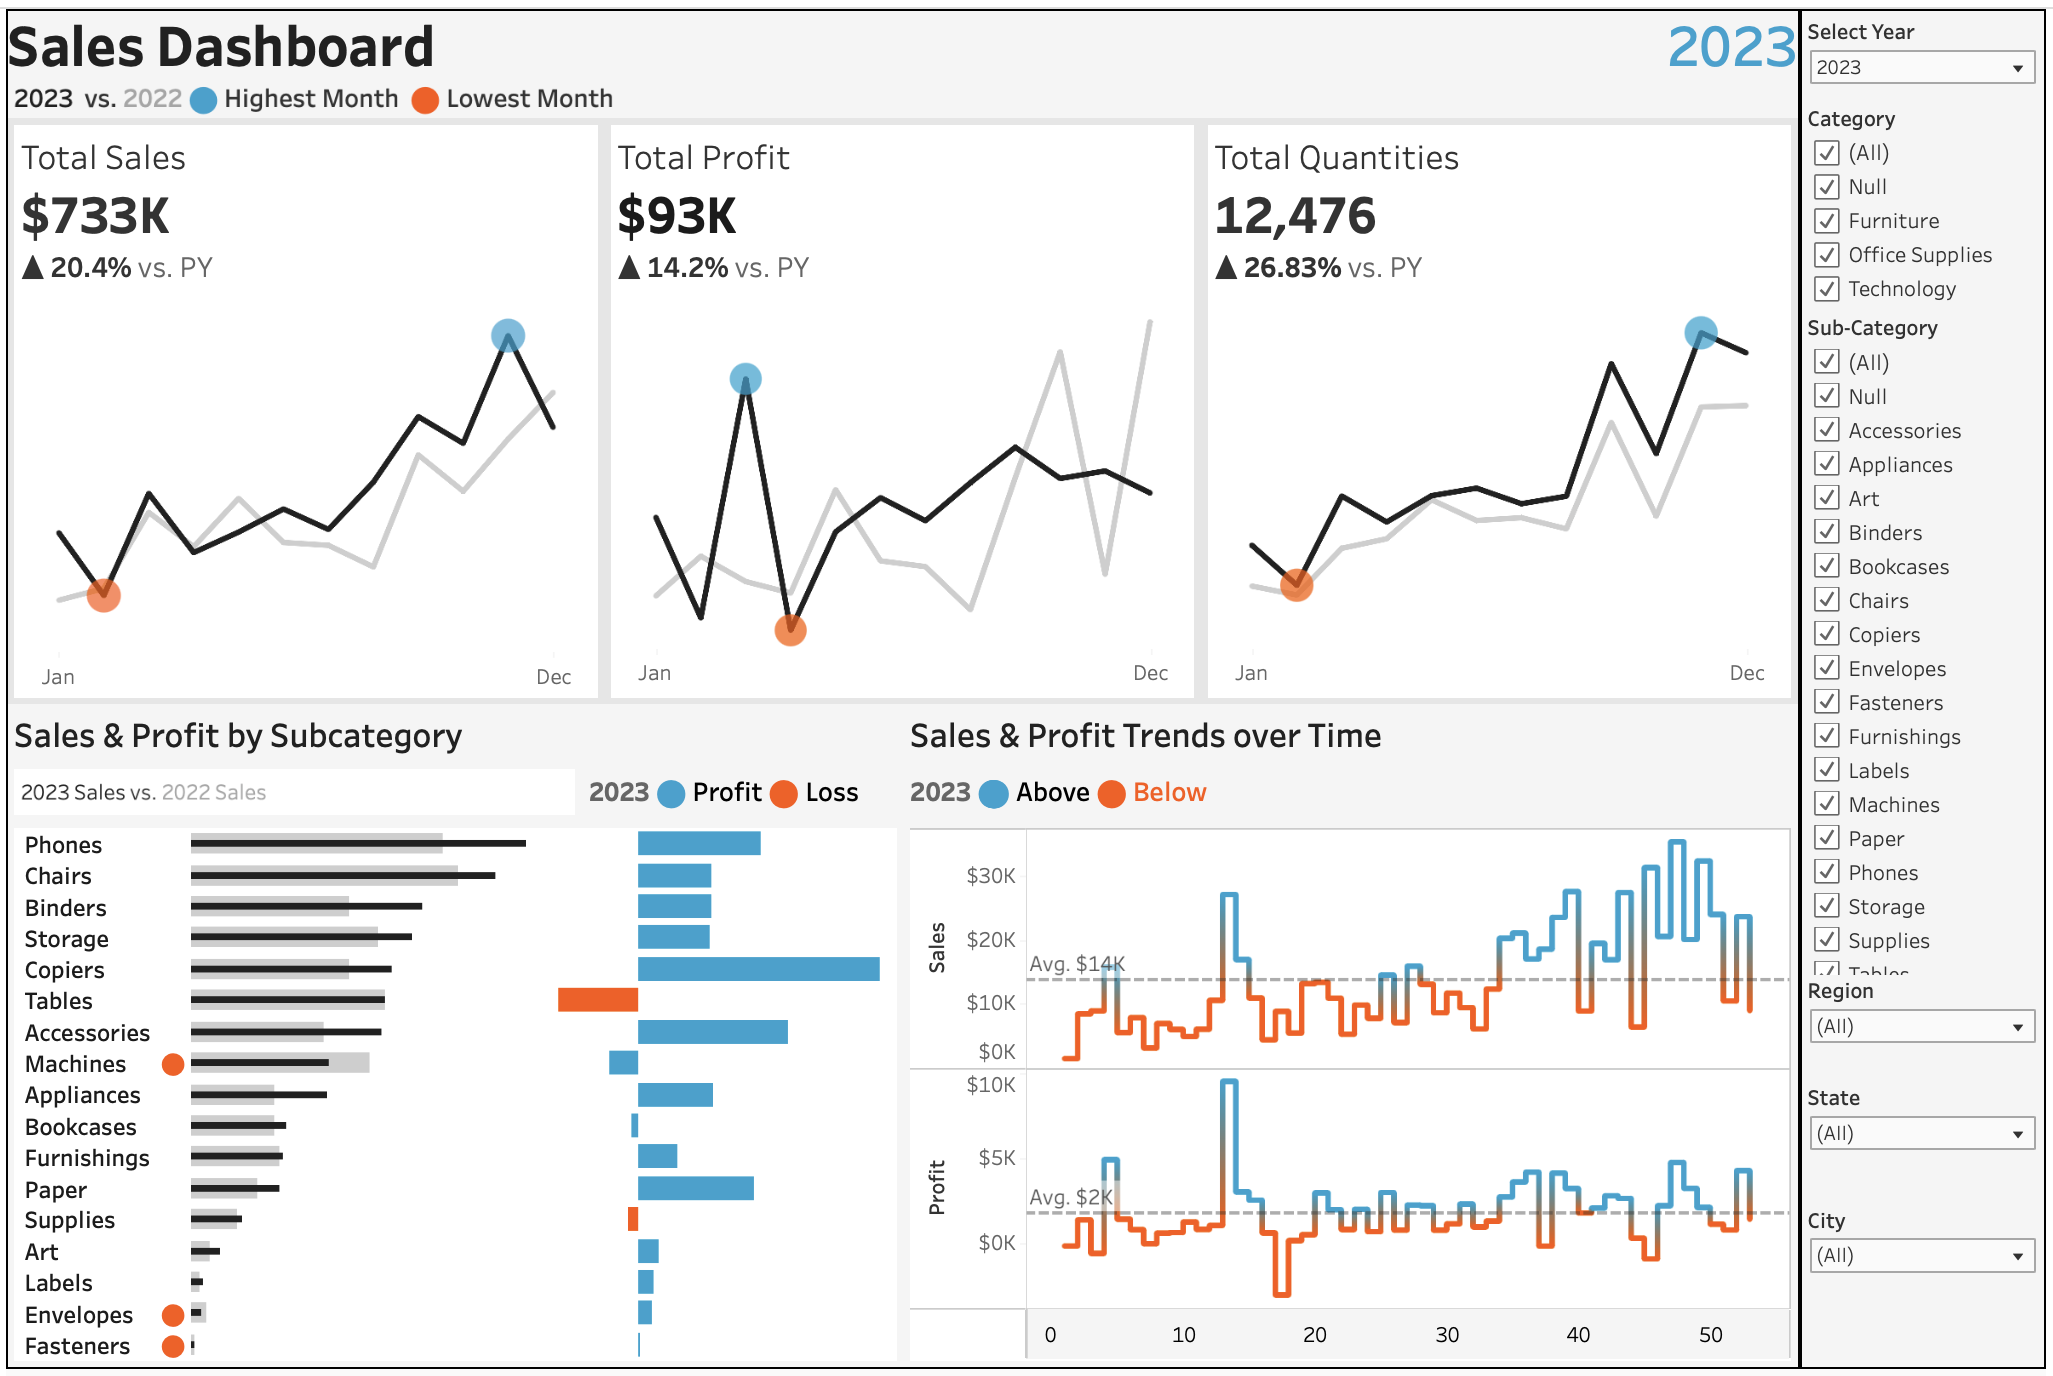 Sales Dashboard
2023
2023 vs. 2022 Highest Month Lowest Month
Total Sales
$733K
▲ 20.4% vs. PY
Jan Dec
Total Profit
$93K
▲ 14.2% vs. PY
Jan Dec
Total Quantities
12,476
▲ 26.83% vs. PY
Jan Dec
Sales & Profit by Subcategory
2023 Sales vs. 2022 Sales
2023 Profit Loss
Phones
Chairs
Binders
Storage
Copiers
Tables
Accessories
Machines
Appliances
Bookcases
Furnishings
Paper
Supplies
Art
Labels
Envelopes
Fasteners
Sales & Profit Trends over Time
2023 Above Below
Sales
$30K
$20K
Avg. $14K
$10K
$0K
Profit
$10K
$5K
Avg. $2K
$0K
0 10 20 30 40 50
Select Year
2023
Category
(All)
Null
Furniture
Office Supplies
Technology
Sub-Category
(All)
Null
Accessories
Appliances
Art
Binders
Bookcases
Chairs
Copiers
Envelopes
Fasteners
Furnishings
Labels
Machines
Paper
Phones
Storage
Supplies
Tables
Region
(All)
State
(All)
City
(All)